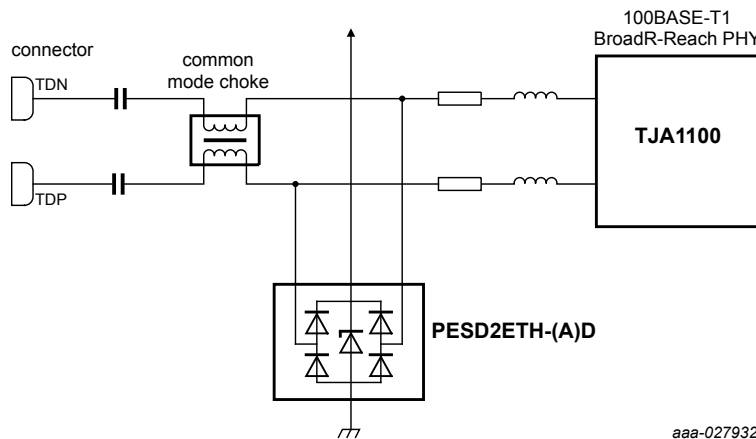 100BASE-T1
BroadR-Reach PHY
connector
common
mode choke
TDN
TJA1100
TDP
PESD2ETH-(A)D
aaa-027932